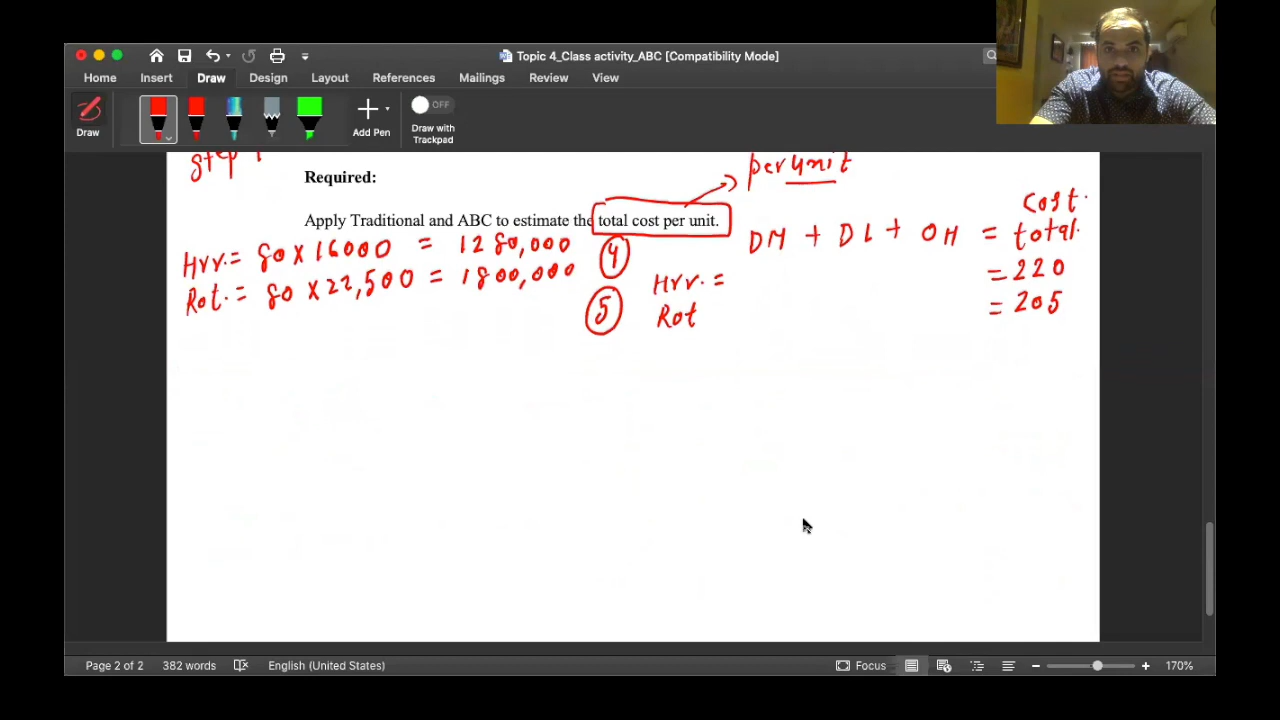 Topic 4_Class activity_ABC [Compatibility Mode]
Home Insert Draw Design Layout References Mailings Review View
Draw
Add Pen
OFF
Draw with Trackpad
step
per unit
Required:
Apply Traditional and ABC to estimate the total cost per unit.
cost.
DM + DL + OH = total.
Hrr. = 80 x 16000 = 1280,000
4
= 220
Rot. = 80 x 22,500 = 1800,000
Hrr. =
5
Rot
= 205
Page 2 of 2 382 words English (United States) Focus 170%